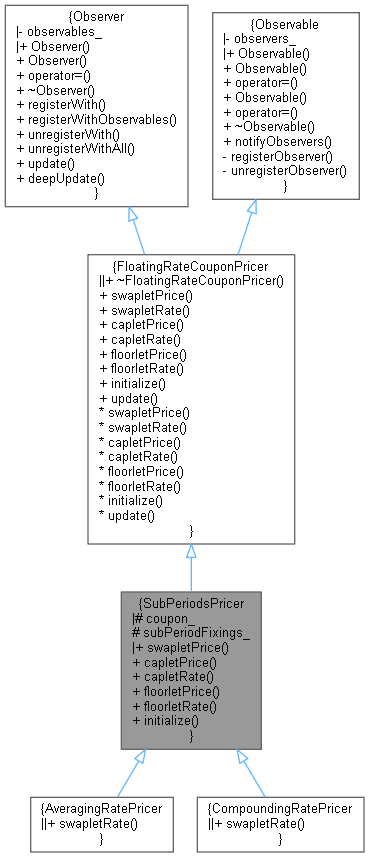 {Observer
|- observables_
|+ Observer()
+ Observer()
+ operator=()
+ ~Observer()
+ registerWith()
+ registerWithObservables()
+ unregisterWith()
+ unregisterWithAll()
+ update()
+ deepUpdate()
}
{Observable
|- observers_
|+ Observable()
+ Observable()
+ operator=()
+ Observable()
+ operator=()
+ ~Observable()
+ notifyObservers()
- registerObserver()
- unregisterObserver()
}
{FloatingRateCouponPricer
||+ ~FloatingRateCouponPricer()
+ swapletPrice()
+ swapletRate()
+ capletPrice()
+ capletRate()
+ floorletPrice()
+ floorletRate()
+ initialize()
+ update()
* swapletPrice()
* swapletRate()
* capletPrice()
* capletRate()
* floorletPrice()
* floorletRate()
* initialize()
* update()
}
{SubPeriodsPricer
|# coupon_
# subPeriodFixings_
|+ swapletPrice()
+ capletPrice()
+ capletRate()
+ floorletPrice()
+ floorletRate()
+ initialize()
}
{AveragingRatePricer
||+ swapletRate()
}
{CompoundingRatePricer
||+ swapletRate()
}